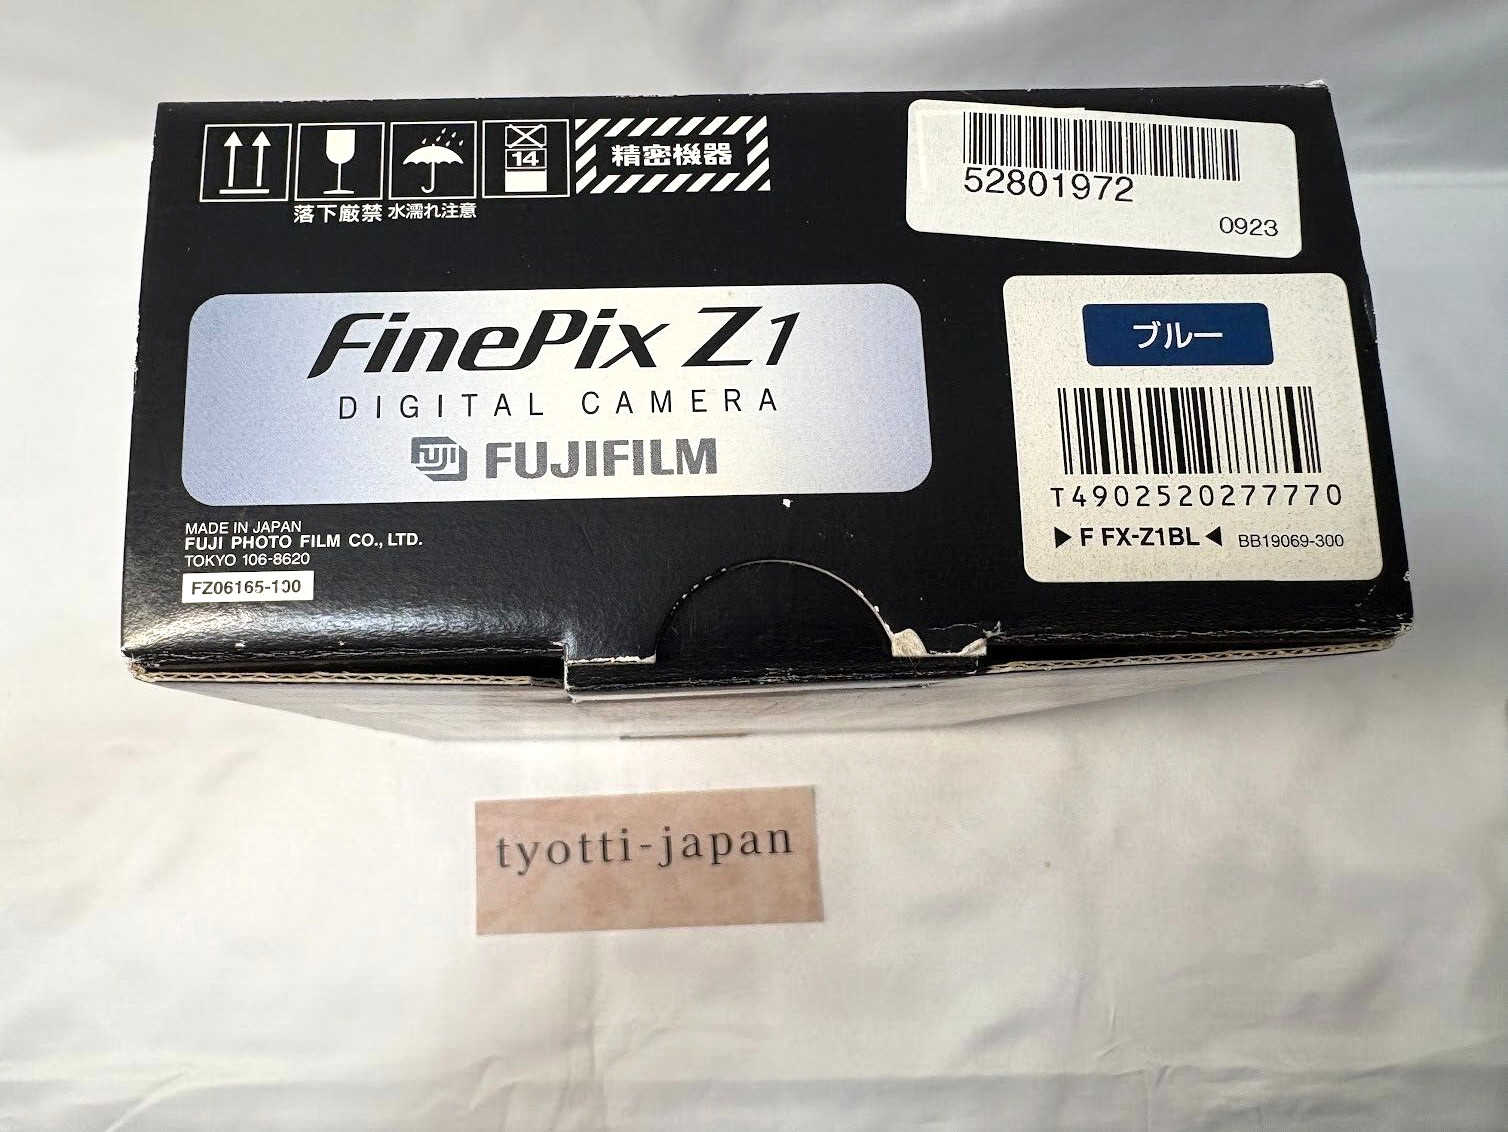 14
精密機器
落下厳禁 水濡れ注意
52801972
0923
FinePix Z1
DIGITAL CAMERA
FUJI FUJIFILM
ブルー
T4902520277770
▶ F FX-Z1BL ◀ BB19069-300
MADE IN JAPAN
FUJI PHOTO FILM CO., LTD.
TOKYO 106-8620
FZ06165-100
tyotti-japan